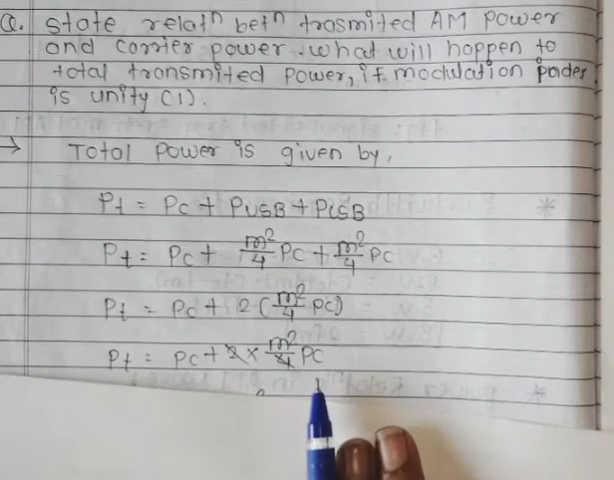 Q. state relatⁿ betⁿ trasmited AM power
and carrier power. what will happen to
total transmited power, if modulation
is unity (1).
→ Total power is given by,
Pt = Pc + PUSB + PLSB
Pt = Pc + m²/4 Pc + m²/4 Pc
Pt = Pc + 2 (m²/4 Pc)
Pt = Pc + 2 × m²/4 Pc